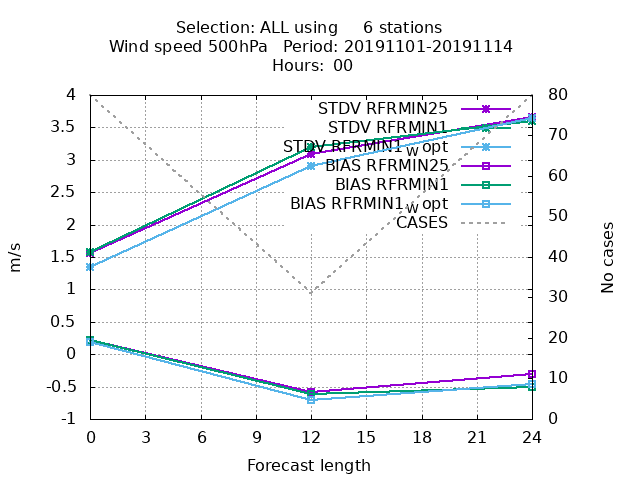 Selection: ALL using     6 stations
Wind speed 500hPa   Period: 20191101-20191114
Hours:  00
4
3.5
3
2.5
2
1.5
1
0.5
0
-0.5
-1
m/s
STDV RFRMIN25
STDV RFRMIN1
STDV RFRMIN1_W opt
BIAS RFRMIN25
BIAS RFRMIN1
BIAS RFRMIN1_W opt
CASES
80
70
60
50
40
30
20
10
0
No cases
0 3 6 9 12 15 18 21 24
Forecast length